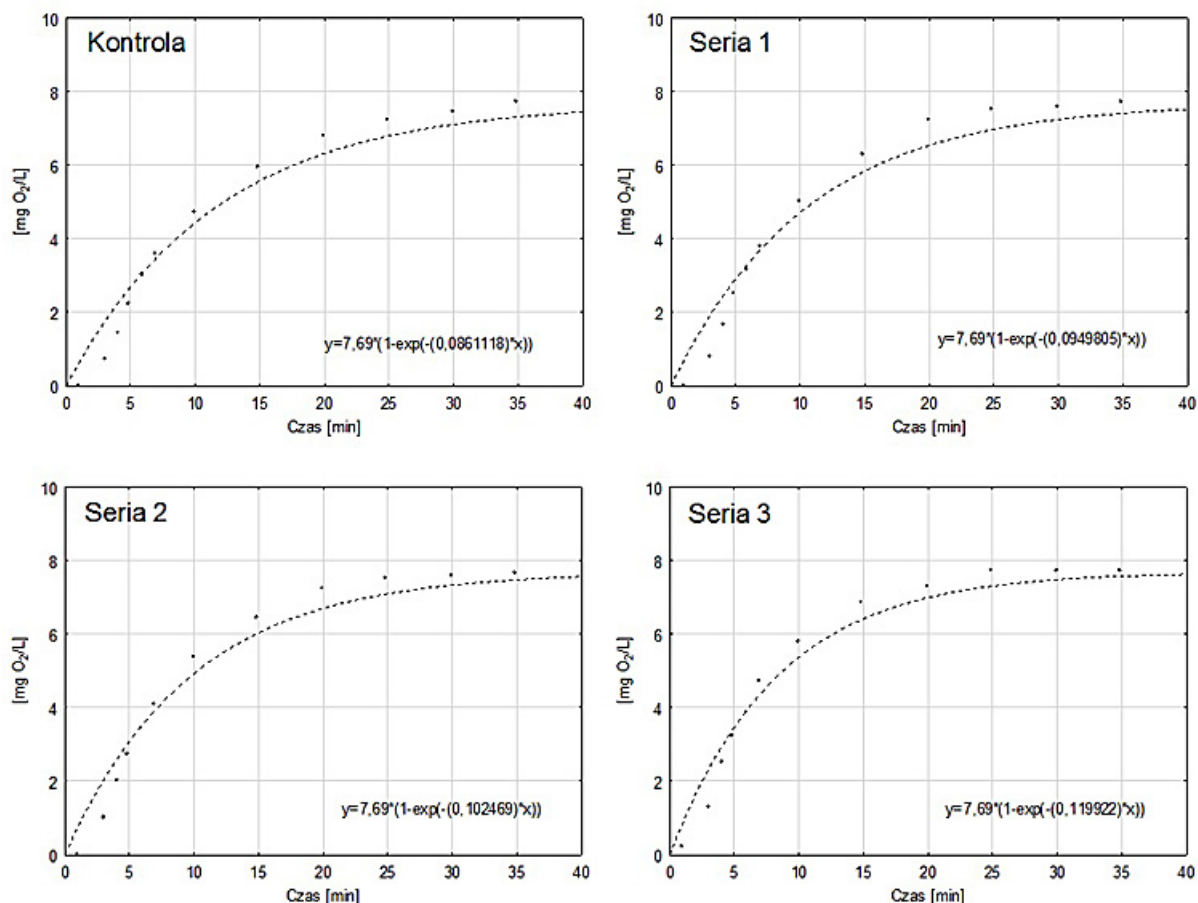 Kontrola
[mg O₂/L]
10
8
6
4
2
0
y=7,69*(1-exp(-(0,0861118)*x))
0 5 10 15 20 25 30 35 40
Czas [min]
Seria 1
[mg O₂/L]
10
8
6
4
2
0
y=7,69*(1-exp(-(0,0949805)*x))
0 5 10 15 20 25 30 35 40
Czas [min]
Seria 2
[mg O₂/L]
10
8
6
4
2
0
y=7,69*(1-exp(-(0,102469)*x))
0 5 10 15 20 25 30 35 40
Czas [min]
Seria 3
[mg O₂/L]
10
8
6
4
2
0
y=7,69*(1-exp(-(0,119922)*x))
0 5 10 15 20 25 30 35 40
Czas [min]